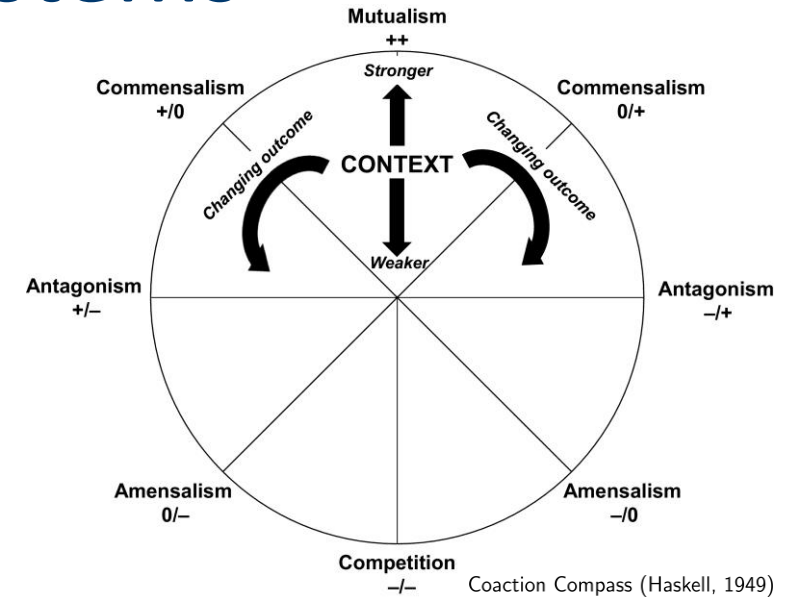 Mutualism
++
Stronger
Commensalism
+/0
Commensalism
0/+
Changing outcome
Changing outcome
CONTEXT
Weaker
Antagonism
+/–
Antagonism
–/+
Amensalism
0/–
Amensalism
–/0
Competition
–/–
Coaction Compass (Haskell, 1949)